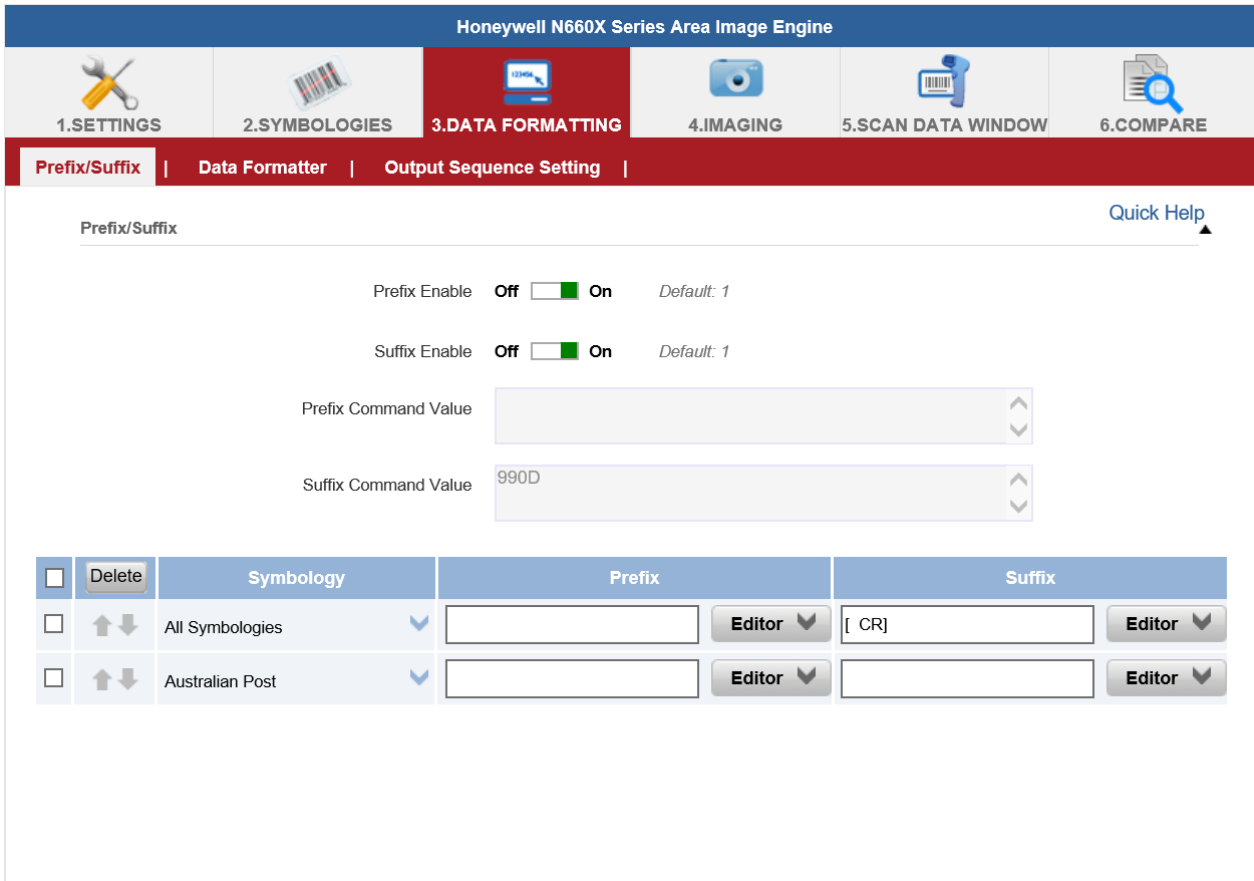 Honeywell N660X Series Area Image Engine
1.SETTINGS 2.SYMBOLOGIES 3.DATA FORMATTING 4.IMAGING 5.SCAN DATA WINDOW 6.COMPARE
Prefix/Suffix | Data Formatter | Output Sequence Setting |
Quick Help
Prefix/Suffix
Prefix Enable Off On Default: 1
Suffix Enable Off On Default: 1
Prefix Command Value
Suffix Command Value 990D
Delete Symbology Prefix Suffix
All Symbologies Editor [ CR] Editor
Australian Post Editor Editor